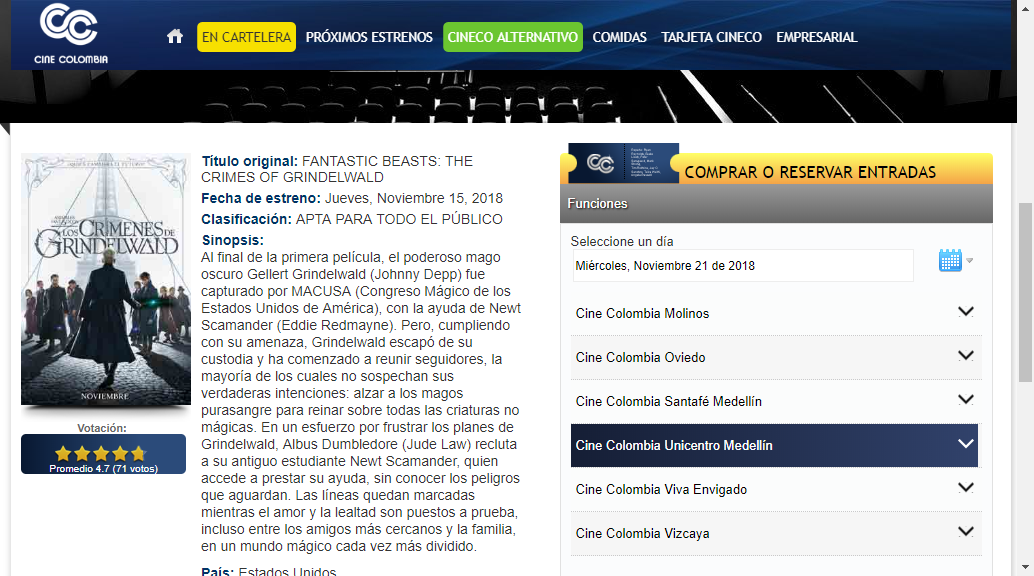 CINE COLOMBIA
EN CARTELERA
PRÓXIMOS ESTRENOS
CINECO ALTERNATIVO
COMIDAS
TARJETA CINECO
EMPRESARIAL
LOS CRÍMENES DE
GRINDELWALD
NOVIEMBRE
Votación:
Promedio 4.7 (71 votos)
Título original: FANTASTIC BEASTS: THE
CRIMES OF GRINDELWALD
Fecha de estreno: Jueves, Noviembre 15, 2018
Clasificación: APTA PARA TODO EL PÚBLICO
Sinopsis:
Al final de la primera película, el poderoso mago
oscuro Gellert Grindelwald (Johnny Depp) fue
capturado por MACUSA (Congreso Mágico de los
Estados Unidos de América), con la ayuda de Newt
Scamander (Eddie Redmayne). Pero, cumpliendo
con su amenaza, Grindelwald escapó de su
custodia y ha comenzado a reunir seguidores, la
mayoría de los cuales no sospechan sus
verdaderas intenciones: alzar a los magos
purasangre para reinar sobre todas las criaturas no
mágicas. En un esfuerzo por frustrar los planes de
Grindelwald, Albus Dumbledore (Jude Law) recluta
a su antiguo estudiante Newt Scamander, quien
accede a prestar su ayuda, sin conocer los peligros
que aguardan. Las líneas quedan marcadas
mientras el amor y la lealtad son puestos a prueba,
incluso entre los amigos más cercanos y la familia,
en un mundo mágico cada vez más dividido.
País: Estados Unidos
COMPRAR O RESERVAR ENTRADAS
Funciones
Seleccione un día
Miércoles, Noviembre 21 de 2018
Cine Colombia Molinos
Cine Colombia Oviedo
Cine Colombia Santafé Medellín
Cine Colombia Unicentro Medellín
Cine Colombia Viva Envigado
Cine Colombia Vizcaya